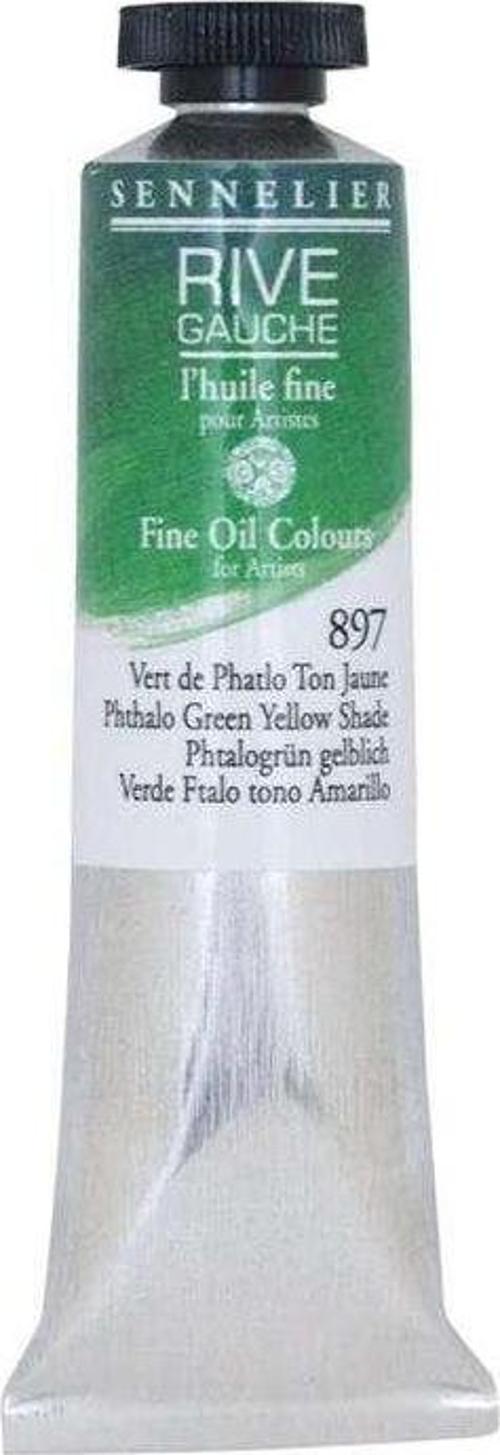 SENNELIER
RIVE
GAUCHE
l'huile fine
pour Artistes
Fine Oil Colours
for Artists
897
Vert de Phatlo Ton Jaune
Phthalo Green Yellow Shade
Phtalogrün gelblich
Verde Ftalo tono Amarillo